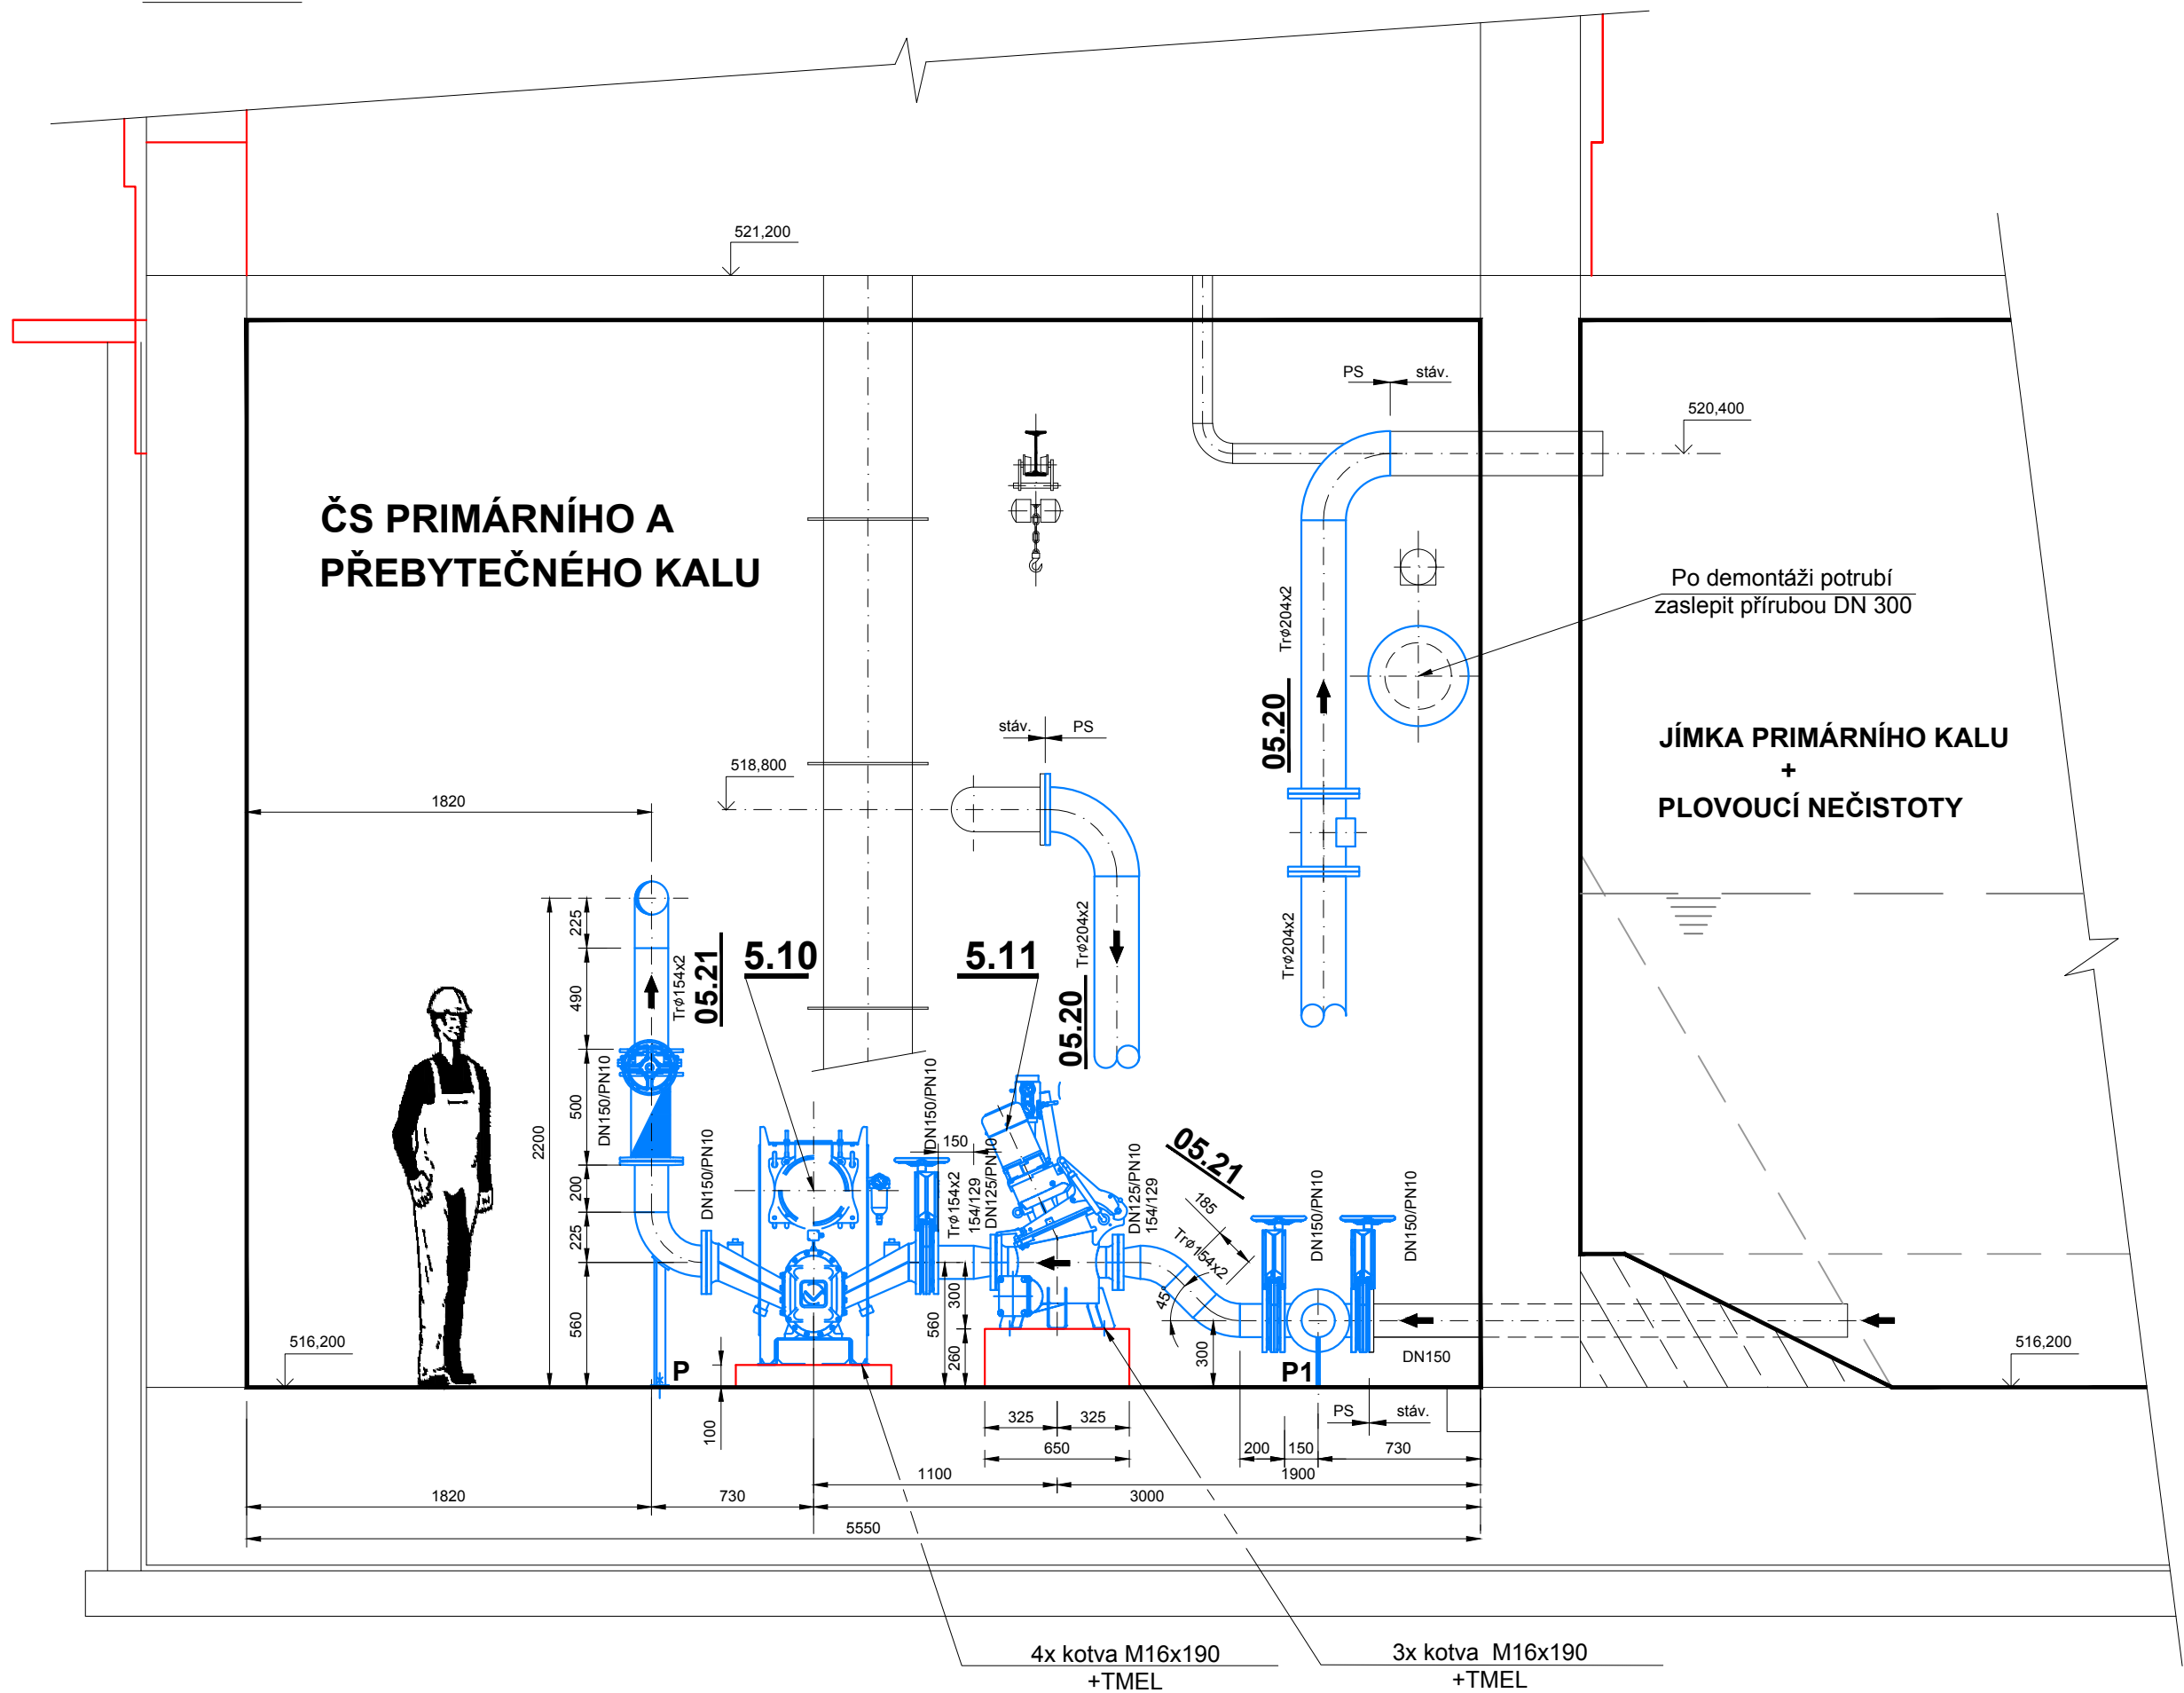 521,200
PS
stáv.
520,400
ČS PRIMÁRNÍHO A
PŘEBYTEČNÉHO KALU
Po demontáži potrubí
zaslepit přírubou DN 300
Trφ204x2
05.20
stáv.
PS
JÍMKA PRIMÁRNÍHO KALU
+
PLOVOUCÍ NEČISTOTY
518,800
1820
225
490
500
200
225
560
2200
Trφ154x2
05.21
DN150/PN10
DN150/PN10
5.10
5.11
Trφ204x2
05.20
Trφ204x2
DN150/PN10
150
Trφ154x2
154/129
DN125/PN10
DN125/PN10
154/129
05.21
185
Trφ154x2
45°
DN150/PN10
DN150/PN10
560
300
260
300
516,200
P
P1
DN150
516,200
100
325
325
PS
stáv.
650
200
150
730
1100
1900
1820
730
3000
5550
4x kotva M16x190
+TMEL
3x kotva M16x190
+TMEL